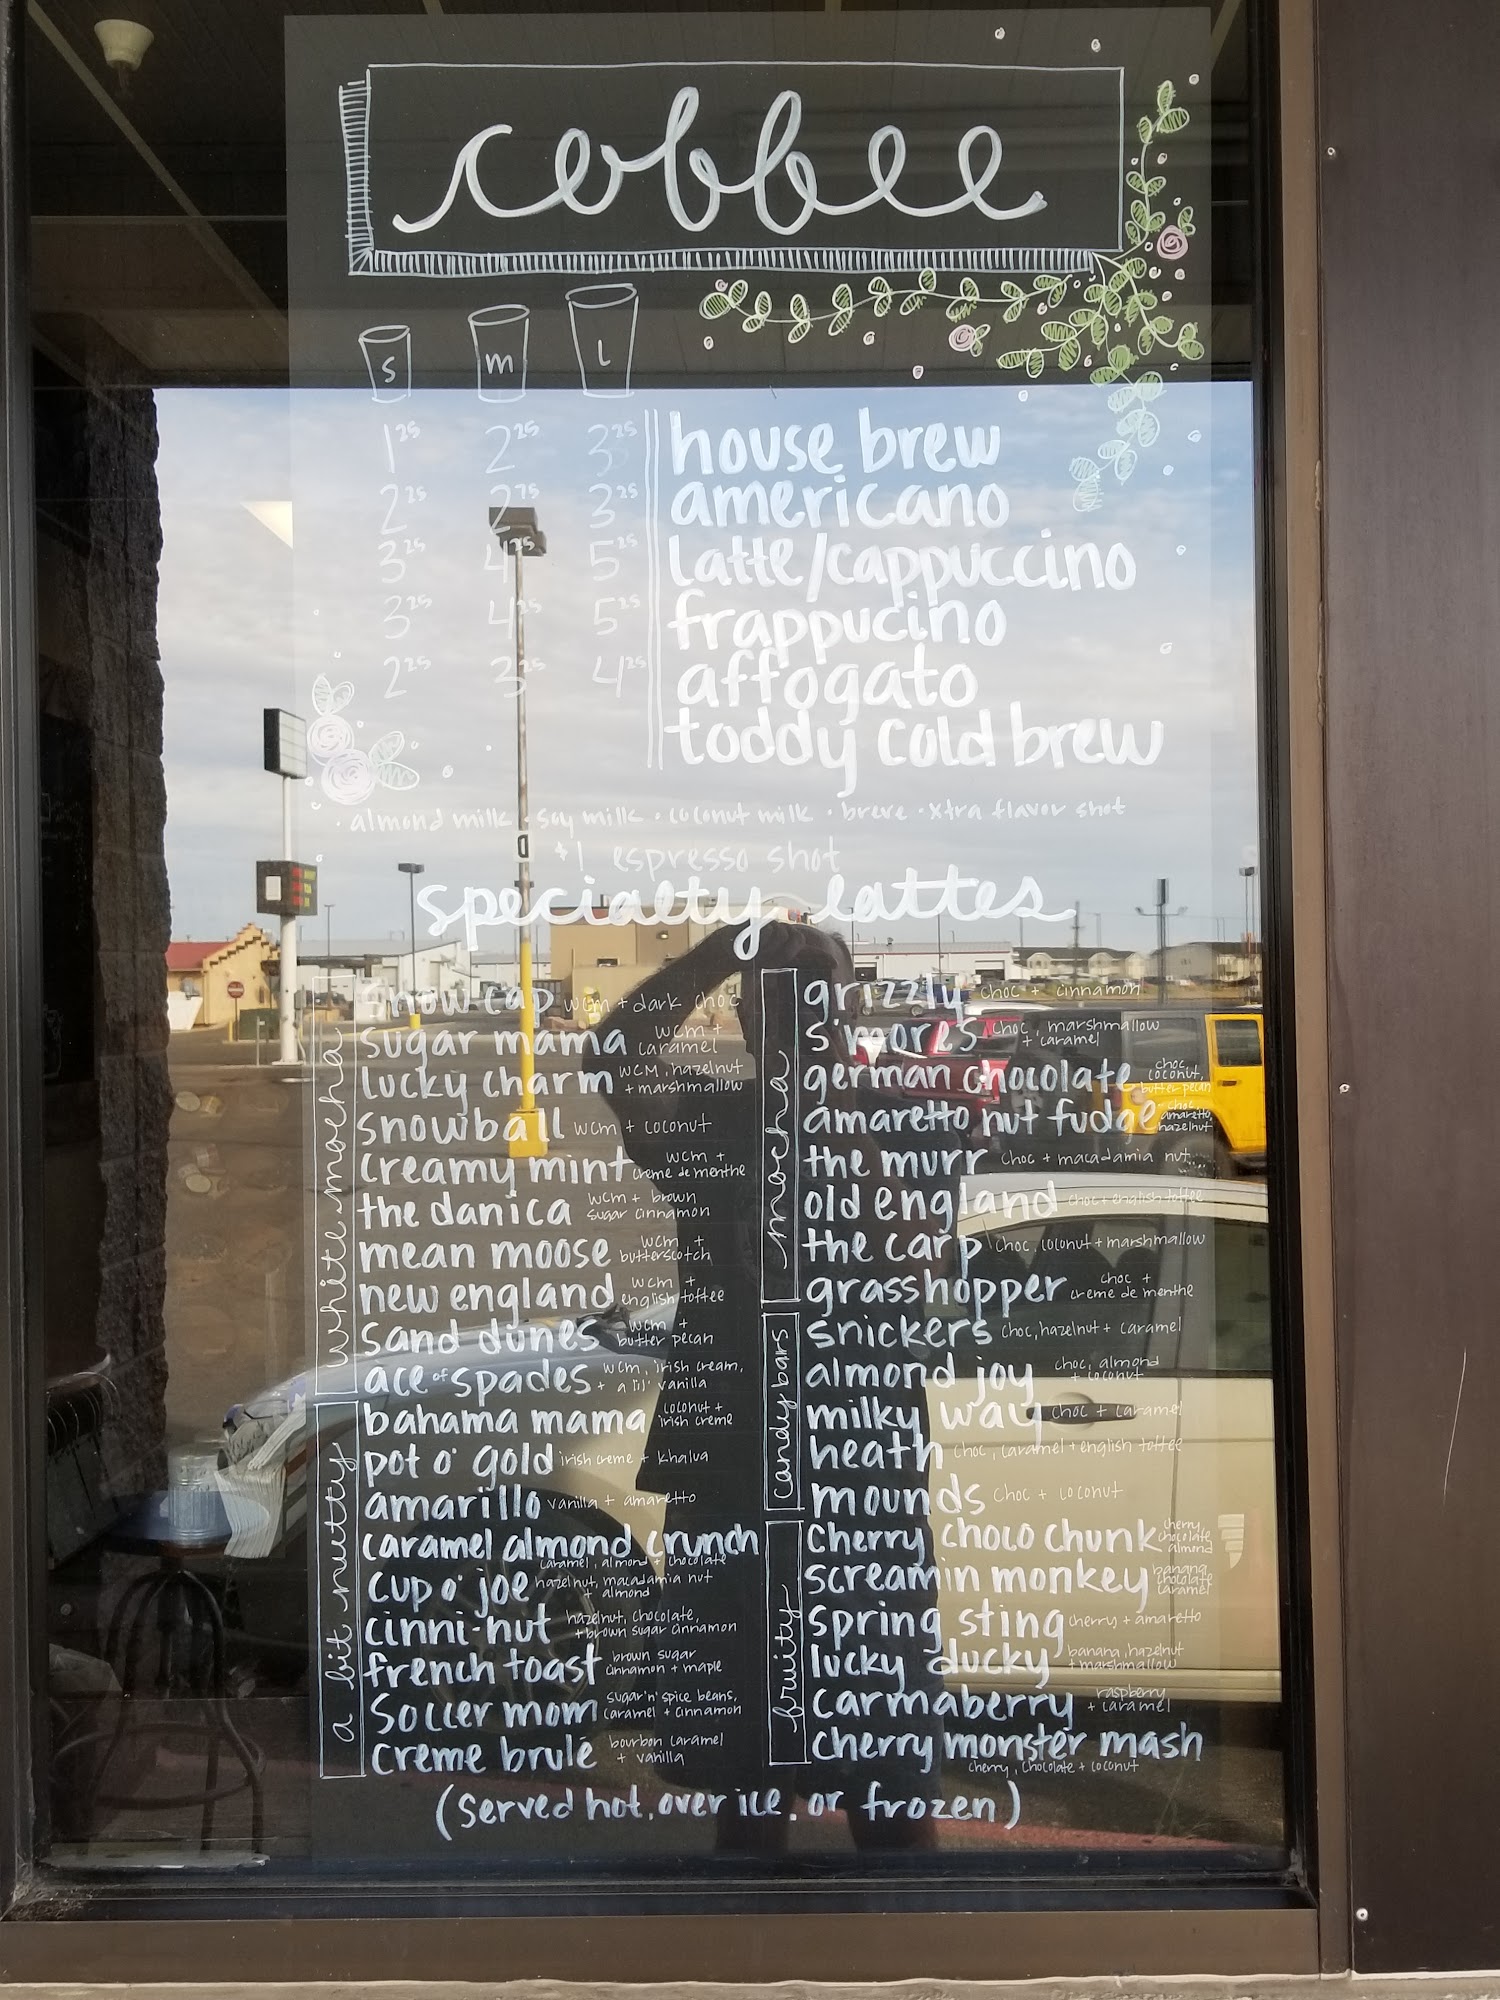 cobbee
s m l
1 25 2 25 3 25 house brew
2 25 2 75 3 25 americano
3 25 4 25 5 25 latte/cappuccino
3 25 4 25 5 25 frappucino
2 25 3 25 4 25 affogato
toddy cold brew
· almond milk · soy milk · coconut milk · breve · xtra flavor shot
$1 espresso shot
specialty lattes
white mocha
snow cap wcm + dark choc
sugar mama wcm + caramel
lucky charm wcm, hazelnut + marshmallow
snowball wcm + coconut
creamy mint wcm + creme de menthe
the danica wcm + brown sugar cinnamon
mean moose wcm + butterscotch
new england wcm + english toffee
sand dunes wcm + butter pecan
ace of spades wcm, irish cream, + a lil' vanilla
a bit nutty
bahama mama coconut + irish creme
pot o' gold irish creme + khalua
amarillo vanilla + amaretto
caramel almond crunch
caramel, almond + chocolate
cup o' joe hazelnut, macadamia nut + almond
cinni-nut hazelnut, chocolate, + brown sugar cinnamon
french toast brown sugar cinnamon + maple
soccer mom sugar 'n' spice beans, caramel + cinnamon
creme brulé bourbon caramel + vanilla
mocha
grizzly choc + cinnamon
s'mores choc, marshmallow + caramel
german chocolate choc, coconut, butter pecan
amaretto nut fudge choc, amaretto, hazelnut
the murr choc + macadamia nut
old england choc + english toffee
the carp choc, coconut + marshmallow
grasshopper choc + creme de menthe
candy bars
snickers choc, hazelnut + caramel
almond joy choc, almond + coconut
milky way choc + caramel
heath choc, caramel + english toffee
mounds choc + coconut
fruity
cherry choco chunk cherry chocolate almond
screamin monkey banana chocolate caramel
spring sting cherry + amaretto
lucky ducky banana, hazelnut + marshmallow
carmaberry raspberry + caramel
cherry monster mash
cherry, chocolate + coconut
(served hot, over ice, or frozen)